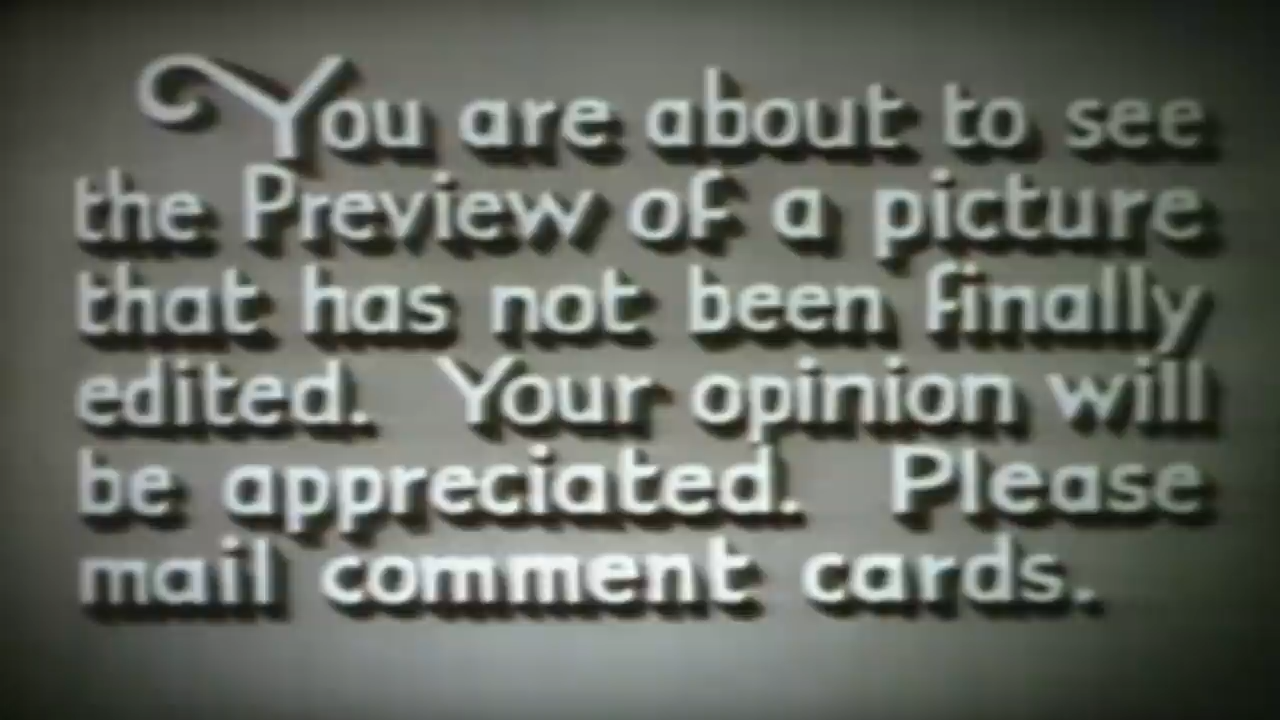 You are about to see
the Preview of a picture
that has not been finally
edited. Your opinion will
be appreciated. Please
mail comment cards.